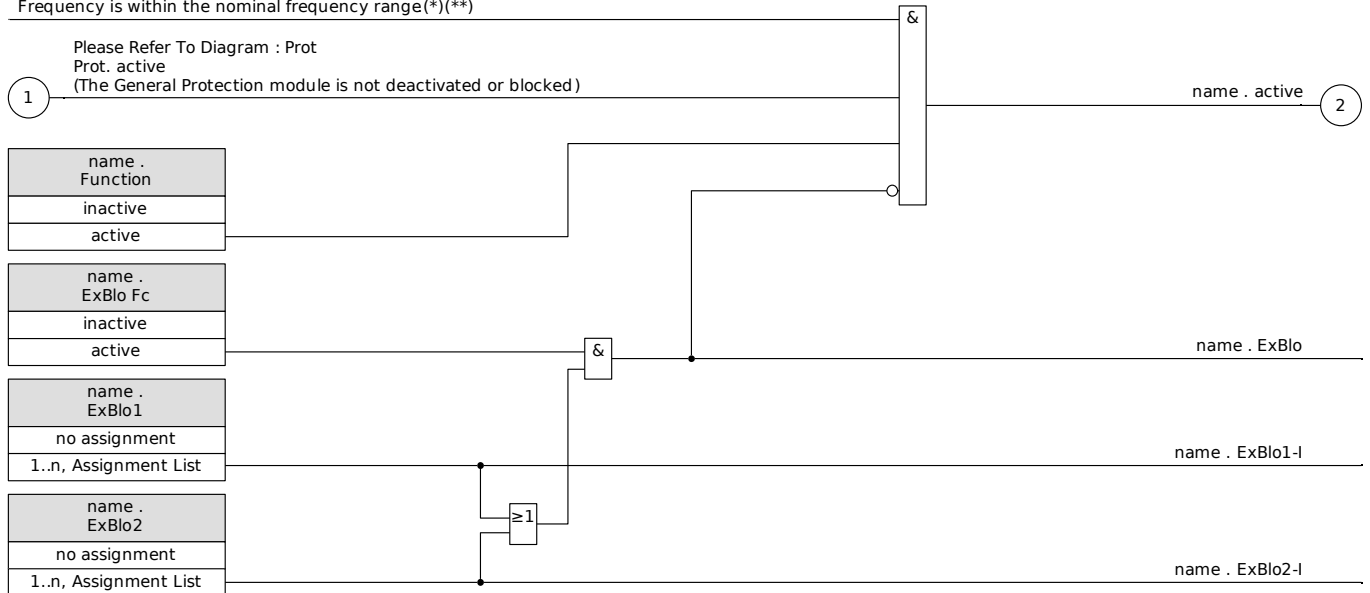 Frequency is within the nominal frequency range(*)(**)
&
Please Refer To Diagram : Prot
Prot. active
(The General Protection module is not deactivated or blocked)
1
name . active
2
name .
Function
inactive
active
name .
ExBlo Fc
inactive
active
&
name . ExBlo
name .
ExBlo1
no assignment
1..n, Assignment List
name . ExBlo1-I
≥1
name .
ExBlo2
no assignment
1..n, Assignment List
name . ExBlo2-I